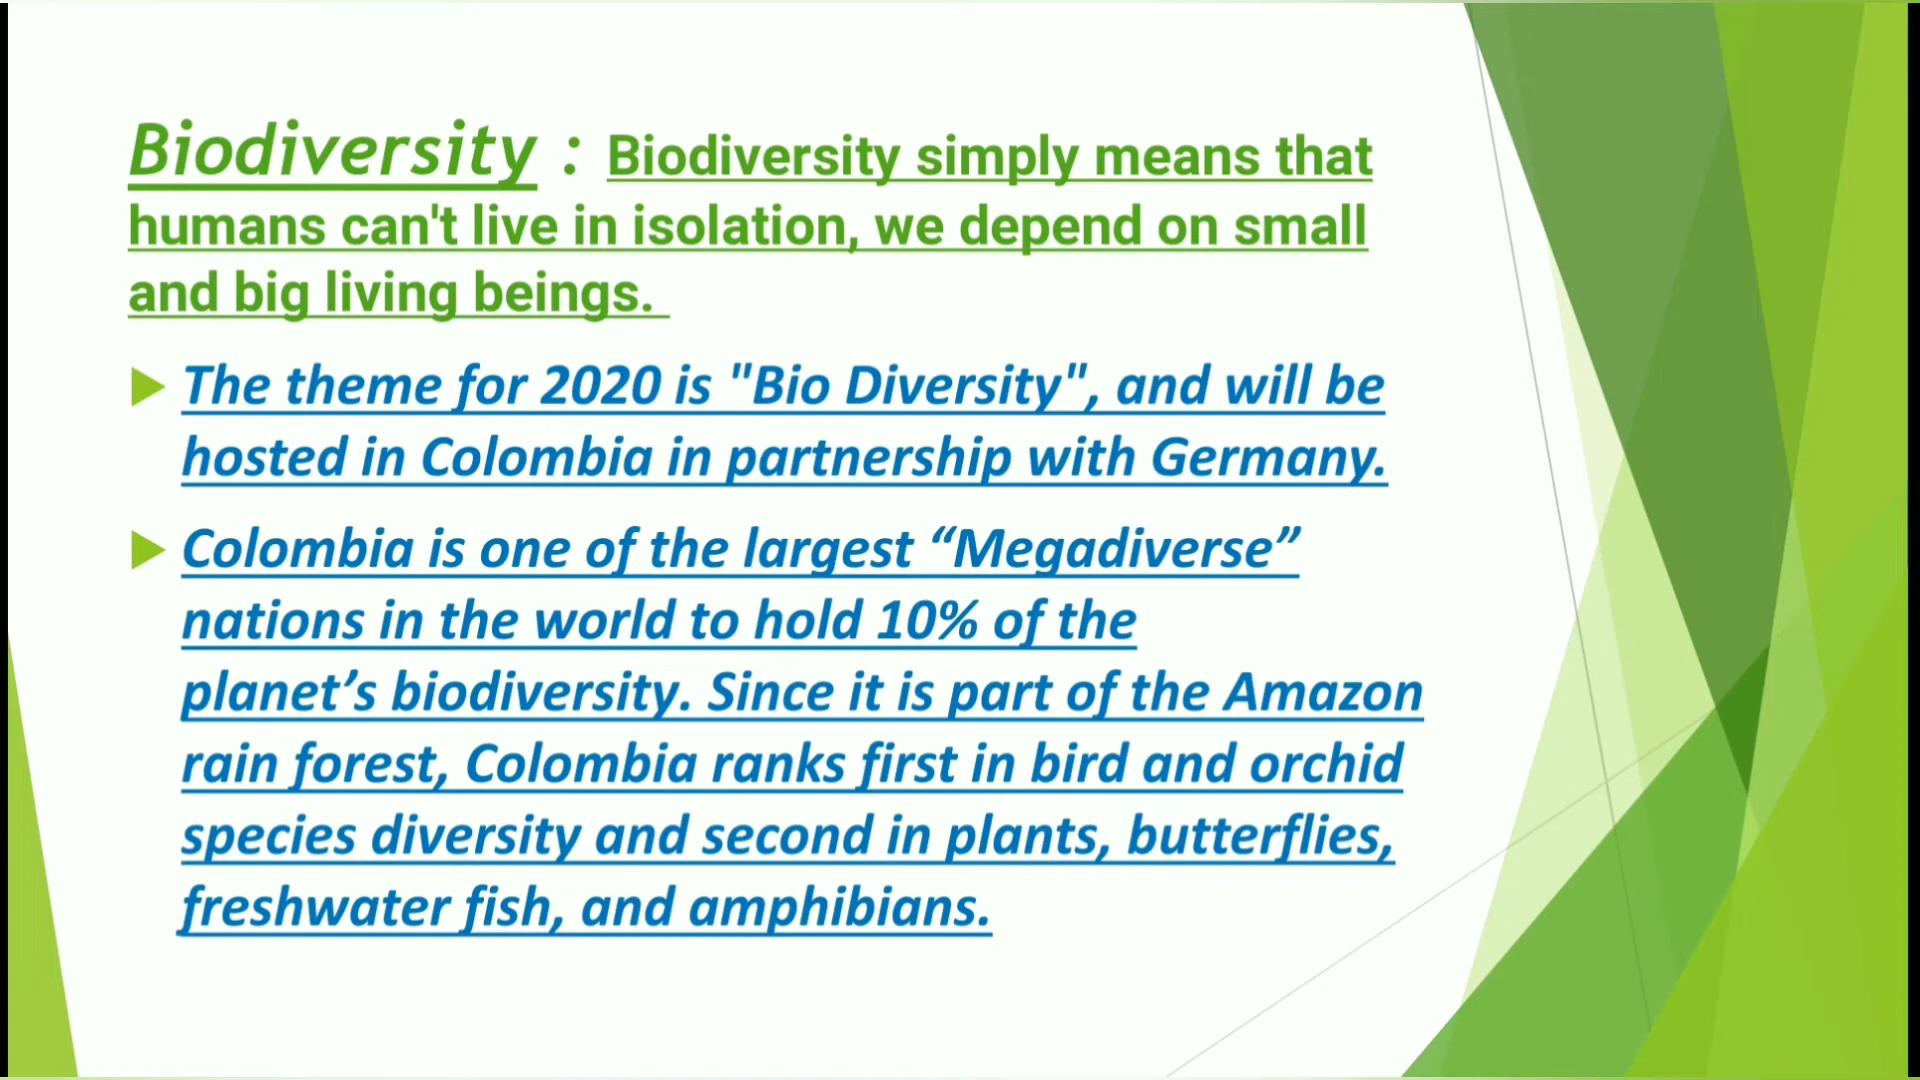 Biodiversity : Biodiversity simply means that
humans can't live in isolation, we depend on small
and big living beings.
The theme for 2020 is "Bio Diversity", and will be
hosted in Colombia in partnership with Germany.
Colombia is one of the largest “Megadiverse”
nations in the world to hold 10% of the
planet’s biodiversity. Since it is part of the Amazon
rain forest, Colombia ranks first in bird and orchid
species diversity and second in plants, butterflies,
freshwater fish, and amphibians.